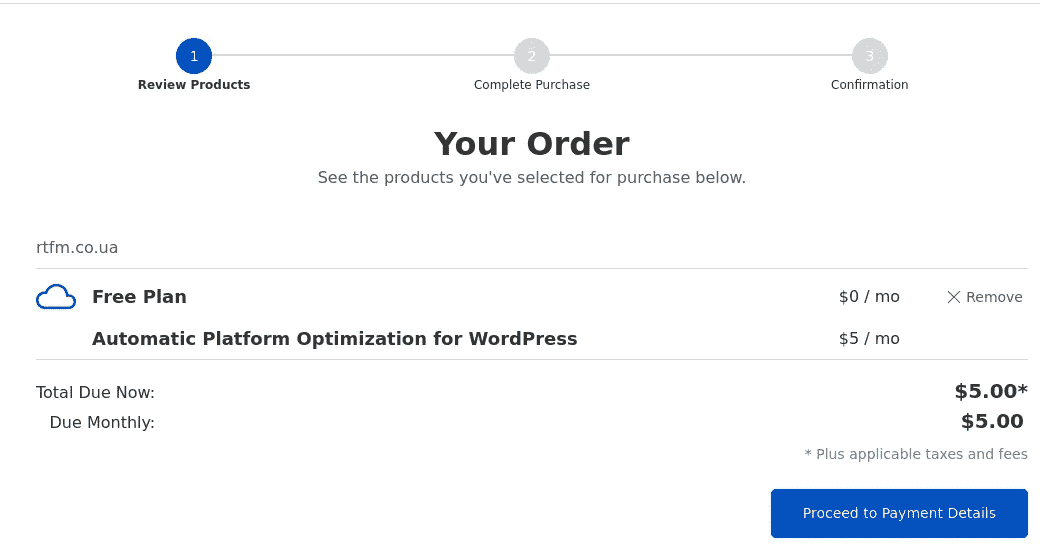 1 2 3
Review Products Complete Purchase Confirmation
Your Order
See the products you've selected for purchase below.
rtfm.co.ua
Free Plan $0 / mo Remove
Automatic Platform Optimization for WordPress $5 / mo
Total Due Now: $5.00*
Due Monthly: $5.00
* Plus applicable taxes and fees
Proceed to Payment Details